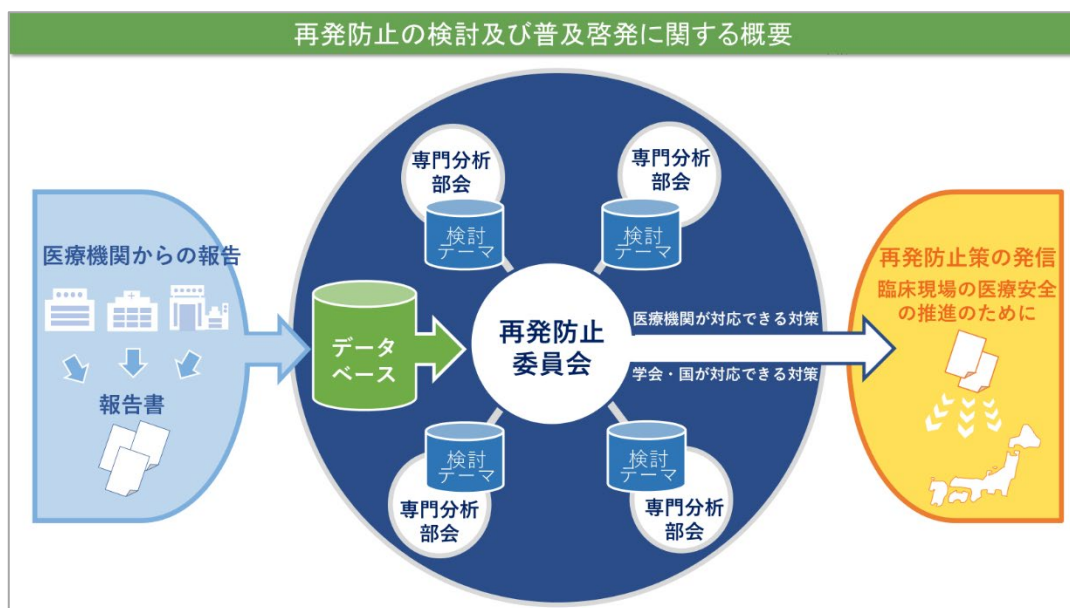 再発防止の検討及び普及啓発に関する概要
医療機関からの報告
報告書
データ
ベース
専門分析
部会
検討
テーマ
専門分析
部会
検討
テーマ
再発防止
委員会
検討
テーマ
専門分析
部会
検討
テーマ
専門分析
部会
医療機関が対応できる対策
学会・国が対応できる対策
再発防止策の発信
臨床現場の医療安全
の推進のために